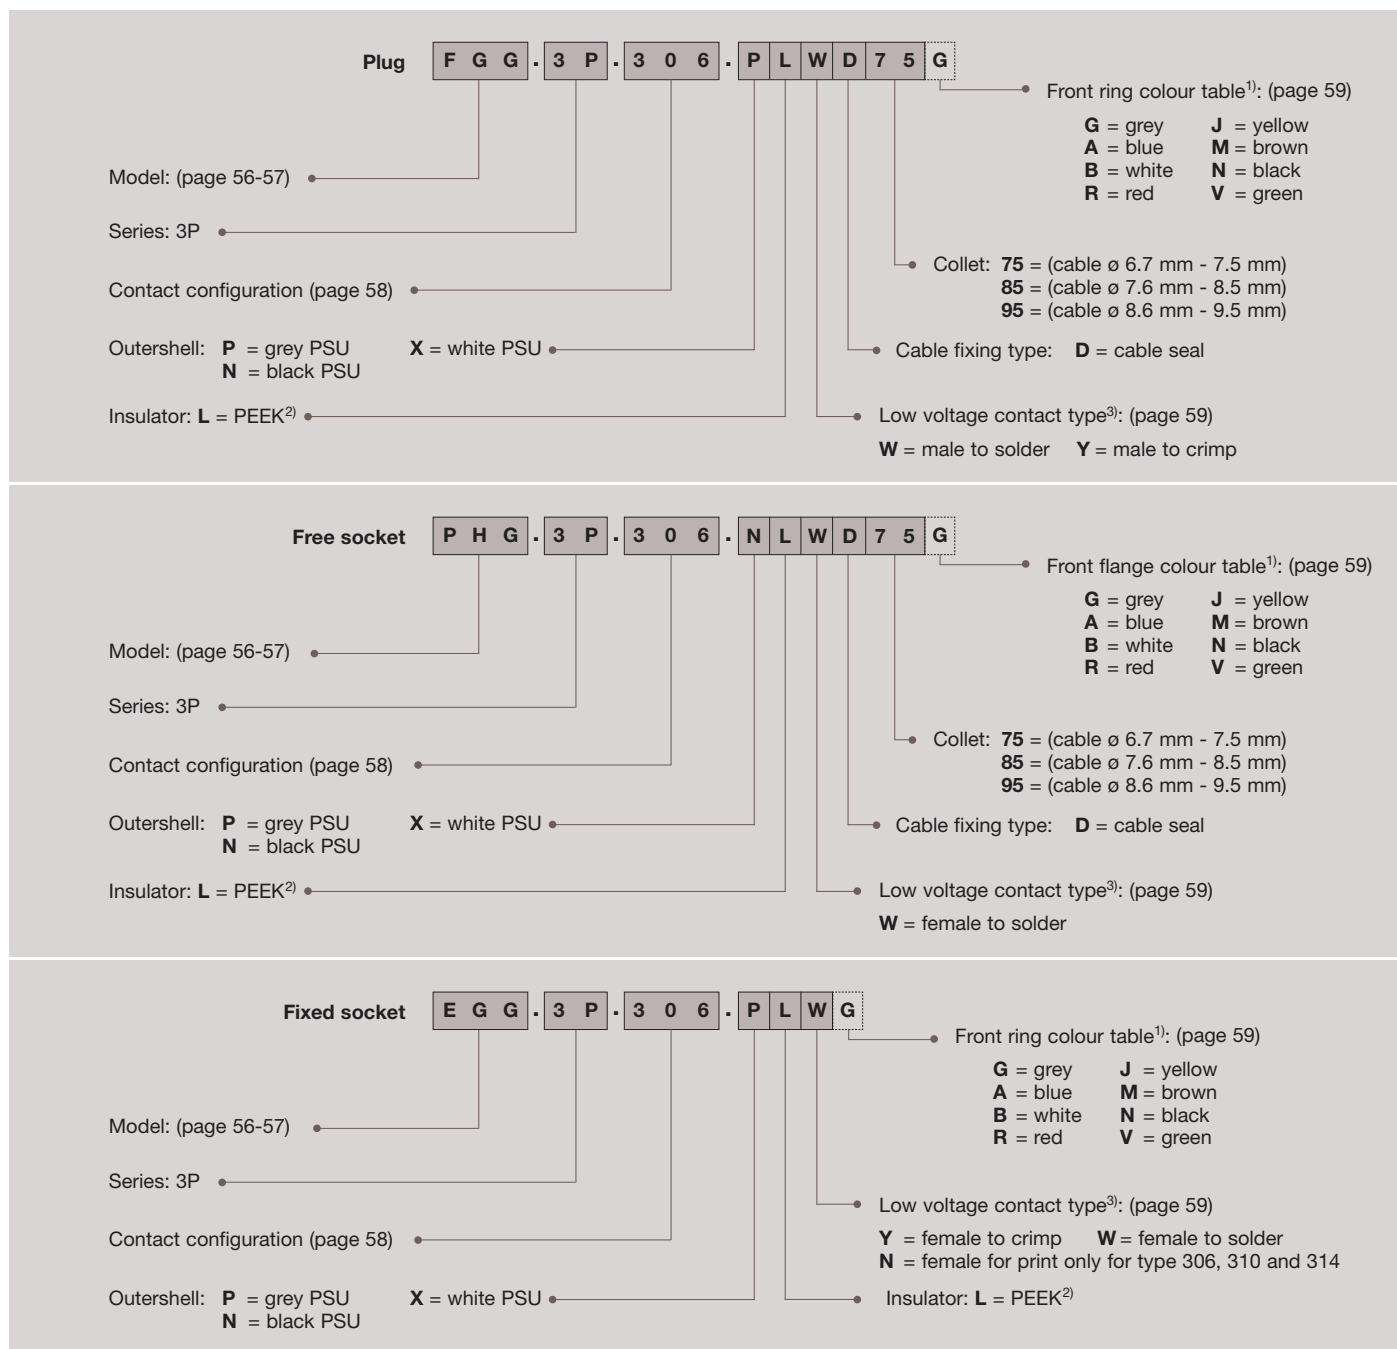 Plug F G G . 3 P . 3 0 6 . P L W D 7 5 G
Front ring colour table1): (page 59)
G = grey J = yellow
A = blue M = brown
B = white N = black
R = red V = green
Model: (page 56-57)
Series: 3P
Collet: 75 = (cable ø 6.7 mm - 7.5 mm)
85 = (cable ø 7.6 mm - 8.5 mm)
95 = (cable ø 8.6 mm - 9.5 mm)
Contact configuration (page 58)
Outershell: P = grey PSU X = white PSU
N = black PSU
Cable fixing type: D = cable seal
Insulator: L = PEEK2)
Low voltage contact type3): (page 59)
W = male to solder Y = male to crimp
Free socket P H G . 3 P . 3 0 6 . N L W D 7 5 G
Front flange colour table1): (page 59)
G = grey J = yellow
A = blue M = brown
B = white N = black
R = red V = green
Model: (page 56-57)
Series: 3P
Collet: 75 = (cable ø 6.7 mm - 7.5 mm)
85 = (cable ø 7.6 mm - 8.5 mm)
95 = (cable ø 8.6 mm - 9.5 mm)
Contact configuration (page 58)
Outershell: P = grey PSU X = white PSU
N = black PSU
Cable fixing type: D = cable seal
Insulator: L = PEEK2)
Low voltage contact type3): (page 59)
W = female to solder
Fixed socket E G G . 3 P . 3 0 6 . P L W G
Front ring colour table1): (page 59)
G = grey J = yellow
A = blue M = brown
B = white N = black
R = red V = green
Model: (page 56-57)
Series: 3P
Low voltage contact type3): (page 59)
Y = female to crimp W = female to solder
N = female for print only for type 306, 310 and 314
Contact configuration (page 58)
Outershell: P = grey PSU X = white PSU
N = black PSU
Insulator: L = PEEK2)